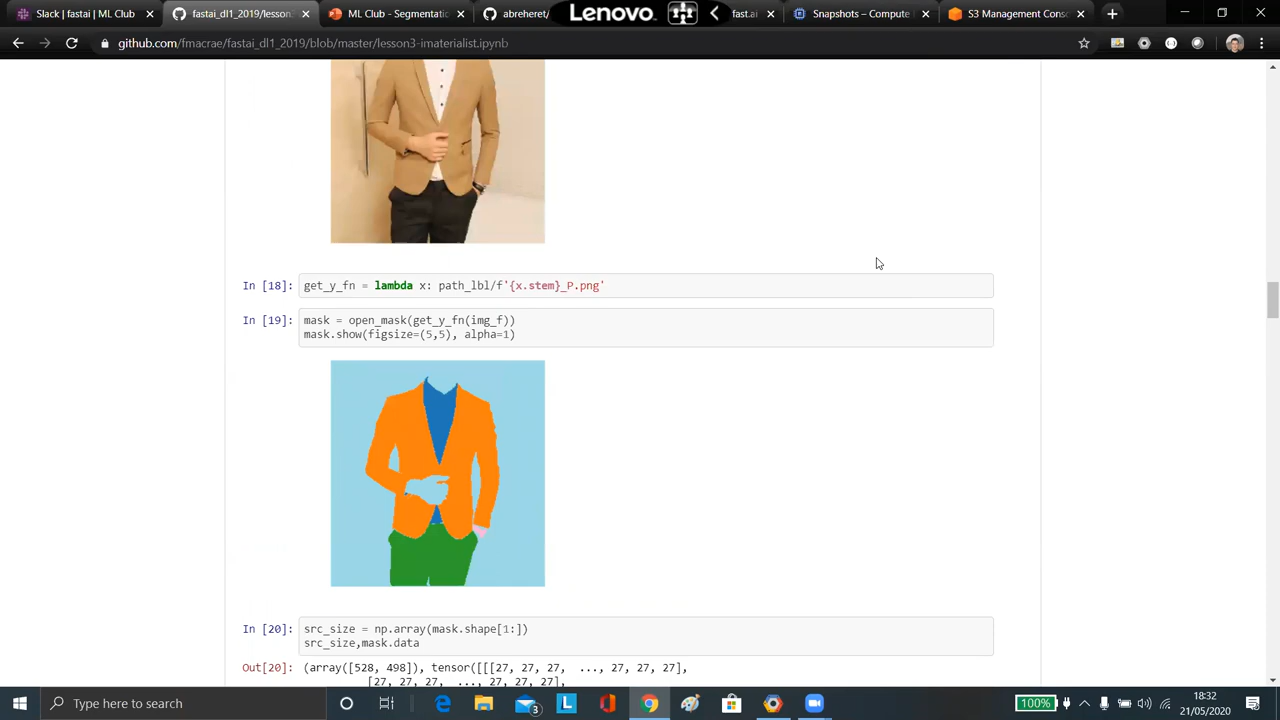 Slack | ML Club
fastai_dl1_2019/lesson
ML Club - Segmentatio
abreheret/
Lenovo
fast.ai
Snapshots – Compute
S3 Management Cons
github.com/fmacrae/fastai_dl1_2019/blob/master/lesson3-imaterialist.ipynb
In [18]: get_y_fn = lambda x: path_lbl/f'{x.stem}_P.png'
In [19]: mask = open_mask(get_y_fn(img_f))
mask.show(figsize=(5,5), alpha=1)
In [20]: src_size = np.array(mask.shape[1:])
src_size,mask.data
Out[20]: (array([528, 498]), tensor([[[27, 27, 27, ..., 27, 27, 27],
[27, 27, 27, ..., 27, 27, 27],
Type here to search
3
100%
18:32
21/05/2020
2